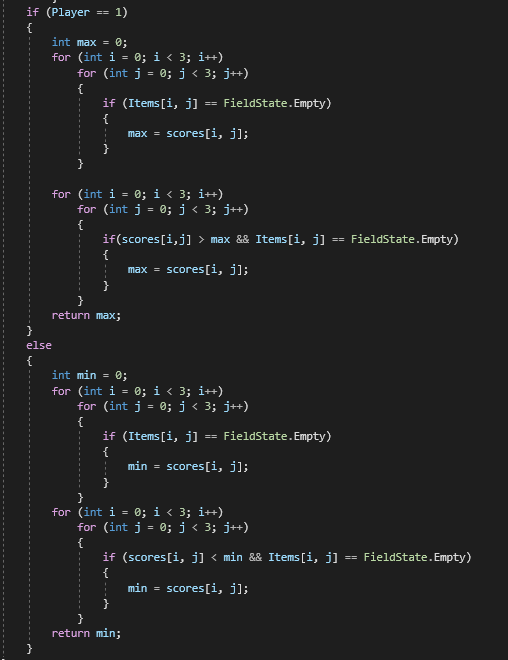 if (Player == 1)
{
int max = 0;
for (int i = 0; i < 3; i++)
for (int j = 0; j < 3; j++)
{
if (Items[i, j] == FieldState.Empty)
{
max = scores[i, j];
}
}
for (int i = 0; i < 3; i++)
for (int j = 0; j < 3; j++)
{
if(scores[i,j] > max && Items[i, j] == FieldState.Empty)
{
max = scores[i, j];
}
}
return max;
}
else
{
int min = 0;
for (int i = 0; i < 3; i++)
for (int j = 0; j < 3; j++)
{
if (Items[i, j] == FieldState.Empty)
{
min = scores[i, j];
}
}
for (int i = 0; i < 3; i++)
for (int j = 0; j < 3; j++)
{
if (scores[i, j] < min && Items[i, j] == FieldState.Empty)
{
min = scores[i, j];
}
}
return min;
}